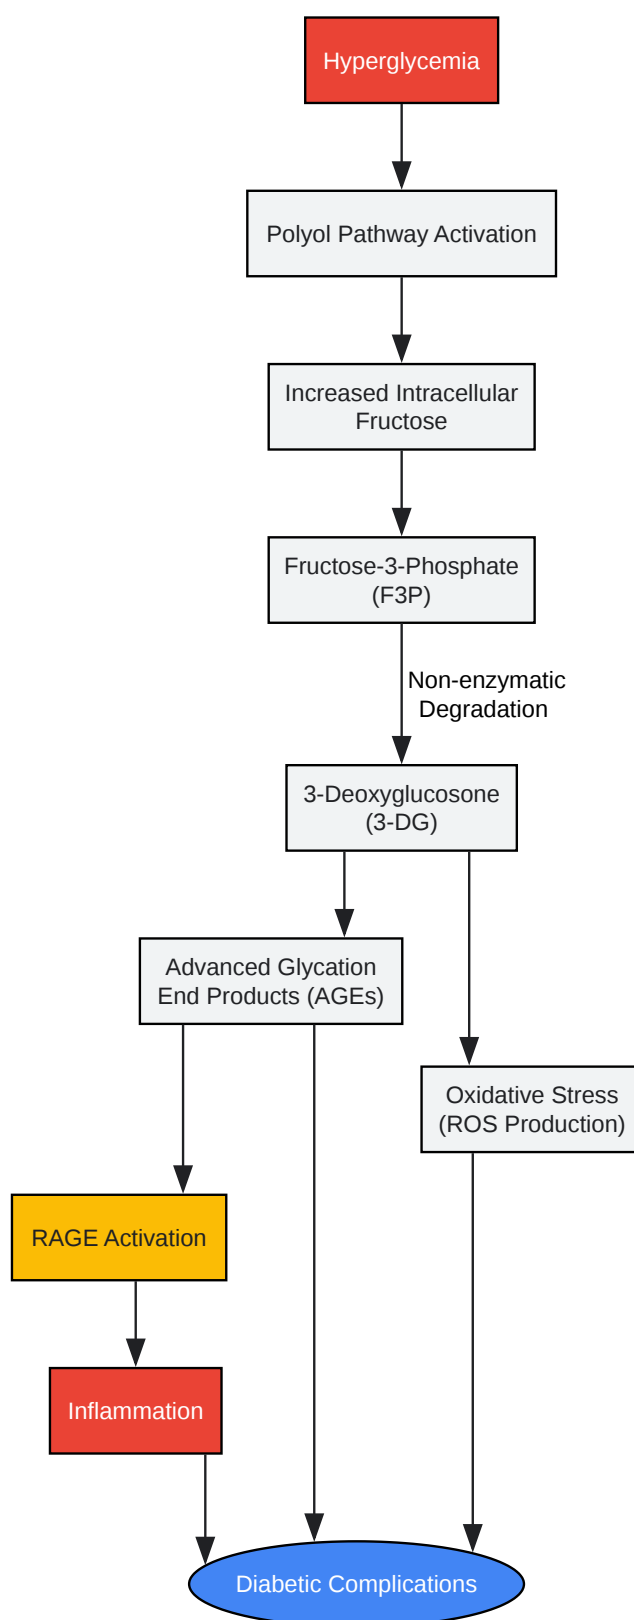 Hyperglycemia
Polyol Pathway Activation
Increased Intracellular
Fructose
Fructose-3-Phosphate
(F3P)
Non-enzymatic
Degradation
3-Deoxyglucosone
(3-DG)
Advanced Glycation
End Products (AGEs)
Oxidative Stress
(ROS Production)
RAGE Activation
Inflammation
Diabetic Complications